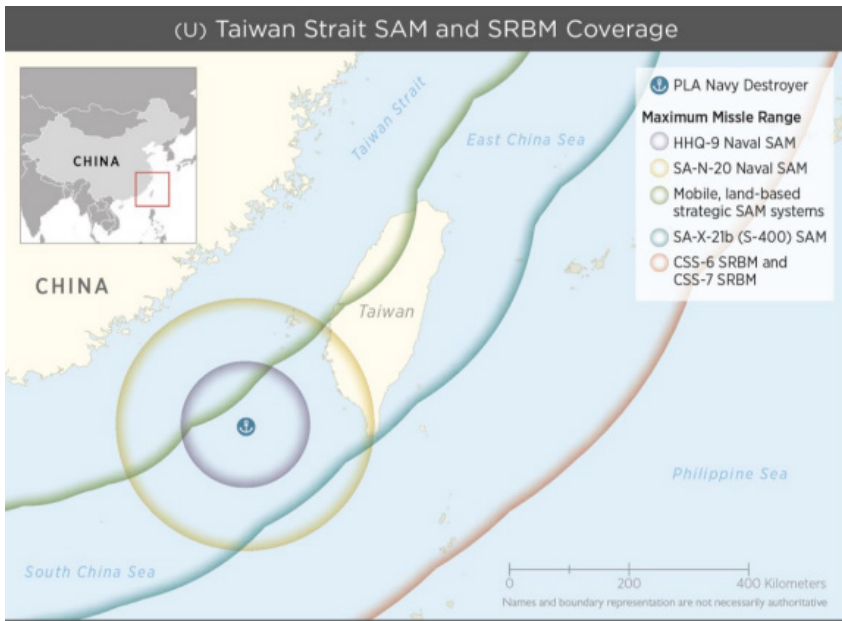 (U) Taiwan Strait SAM and SRBM Coverage
CHINA
Taiwan Strait
East China Sea
PLA Navy Destroyer
Maximum Missle Range
HHQ-9 Naval SAM
SA-N-20 Naval SAM
Mobile, land-based
strategic SAM systems
SA-X-21b (S-400) SAM
CSS-6 SRBM and
CSS-7 SRBM
CHINA
Taiwan
Philippine Sea
South China Sea
0 200 400 Kilometers
Names and boundary representation are not necessarily authoritative